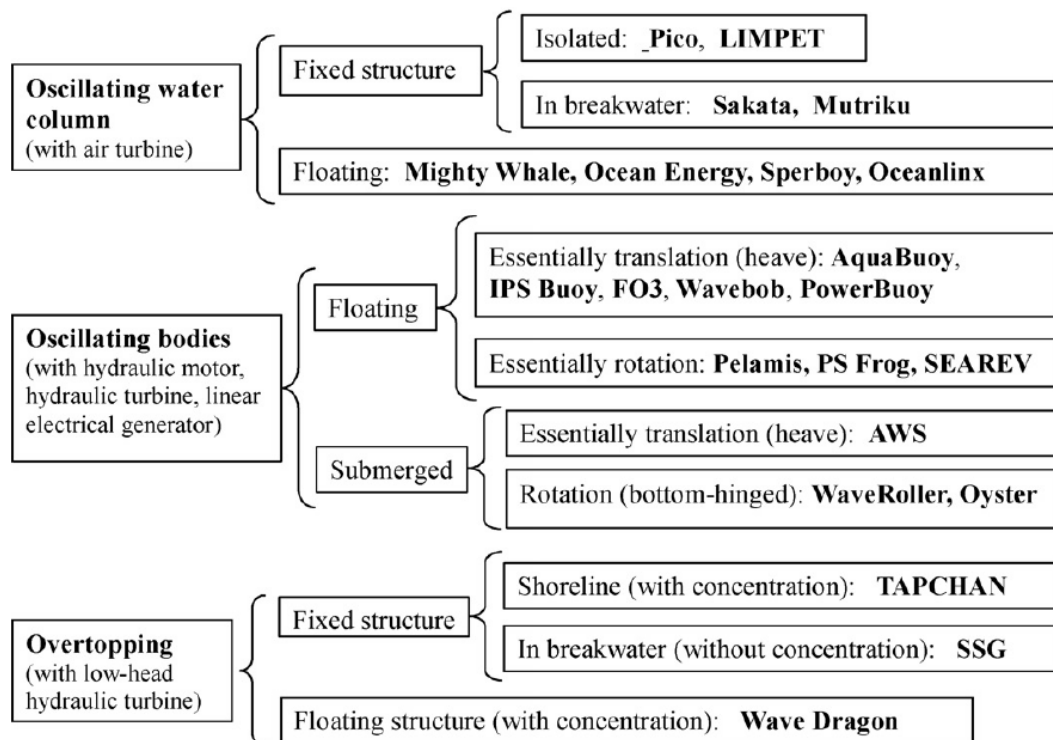 Isolated: _Pico, LIMPET
Fixed structure
Oscillating water
column
(with air turbine)
In breakwater: Sakata, Mutriku
Floating: Mighty Whale, Ocean Energy, Sperboy, Oceanlinx
Essentially translation (heave): AquaBuoy,
IPS Buoy, FO3, Wavebob, PowerBuoy
Floating
Oscillating bodies
(with hydraulic motor,
hydraulic turbine, linear
electrical generator)
Essentially rotation: Pelamis, PS Frog, SEAREV
Essentially translation (heave): AWS
Submerged
Rotation (bottom-hinged): WaveRoller, Oyster
Shoreline (with concentration): TAPCHAN
Fixed structure
Overtopping
(with low-head
hydraulic turbine)
In breakwater (without concentration): SSG
Floating structure (with concentration): Wave Dragon